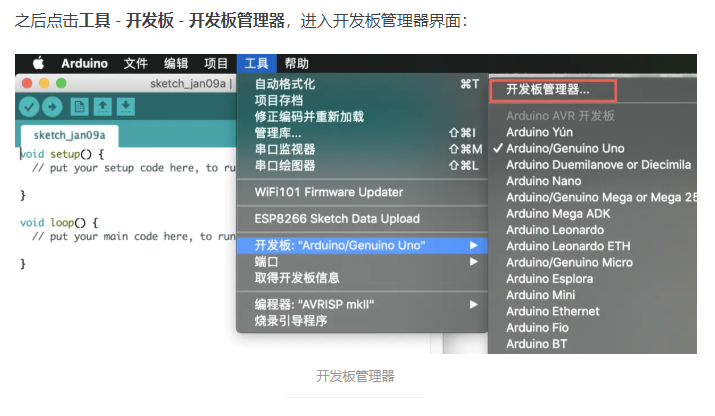 之后点击工具 - 开发板 - 开发板管理器，进入开发板管理器界面：
Arduino 文件 编辑 项目 工具 帮助
sketch_jan09a |
sketch_jan09a
void setup() {
// put your setup code here, to ru
}
void loop() {
// put your main code here, to run
}
自动格式化 ⌘T
项目存档
修正编码并重新加载
管理库... ⇧⌘I
串口监视器 ⇧⌘M
串口绘图器 ⇧⌘L
WiFi101 Firmware Updater
ESP8266 Sketch Data Upload
开发板: "Arduino/Genuino Uno"
端口
取得开发板信息
编程器: "AVRISP mkII"
烧录引导程序
开发板管理器...
Arduino AVR 开发板
Arduino Yún
✓ Arduino/Genuino Uno
Arduino Duemilanove or Diecimila
Arduino Nano
Arduino/Genuino Mega or Mega 25
Arduino Mega ADK
Arduino Leonardo
Arduino Leonardo ETH
Arduino/Genuino Micro
Arduino Esplora
Arduino Mini
Arduino Ethernet
Arduino Fio
Arduino BT
开发板管理器